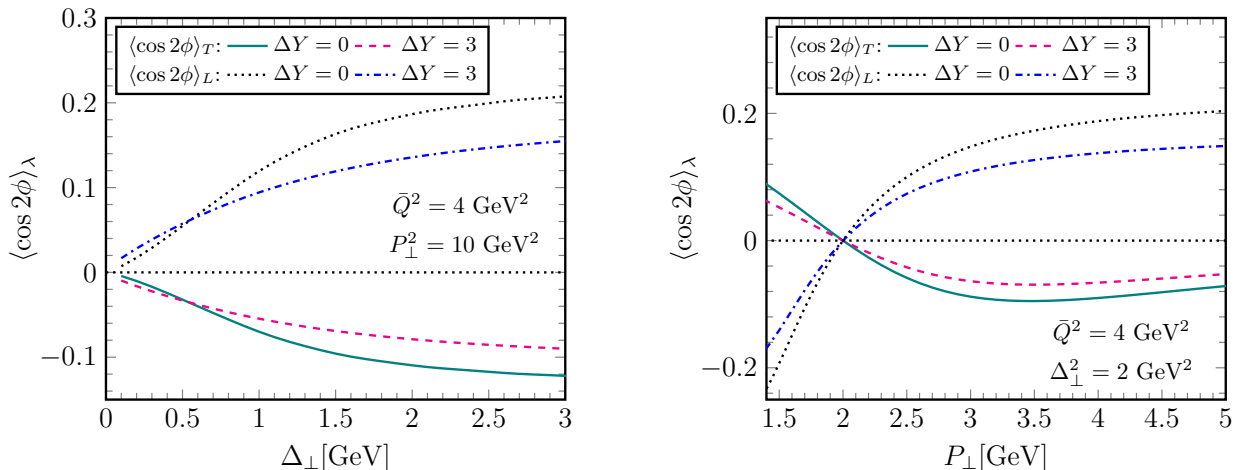 ⟨cos 2ϕ⟩_T: ΔY = 0 ΔY = 3
⟨cos 2ϕ⟩_L: ΔY = 0 ΔY = 3
0.3
0.2
0.1
0
−0.1
⟨cos 2ϕ⟩_λ
Q̄² = 4 GeV²
P_⊥² = 10 GeV²
0 0.5 1 1.5 2 2.5 3
Δ_⊥[GeV]
⟨cos 2ϕ⟩_T: ΔY = 0 ΔY = 3
⟨cos 2ϕ⟩_L: ΔY = 0 ΔY = 3
0.2
0
−0.2
⟨cos 2ϕ⟩_λ
Q̄² = 4 GeV²
Δ_⊥² = 2 GeV²
1.5 2 2.5 3 3.5 4 4.5 5
P_⊥[GeV]